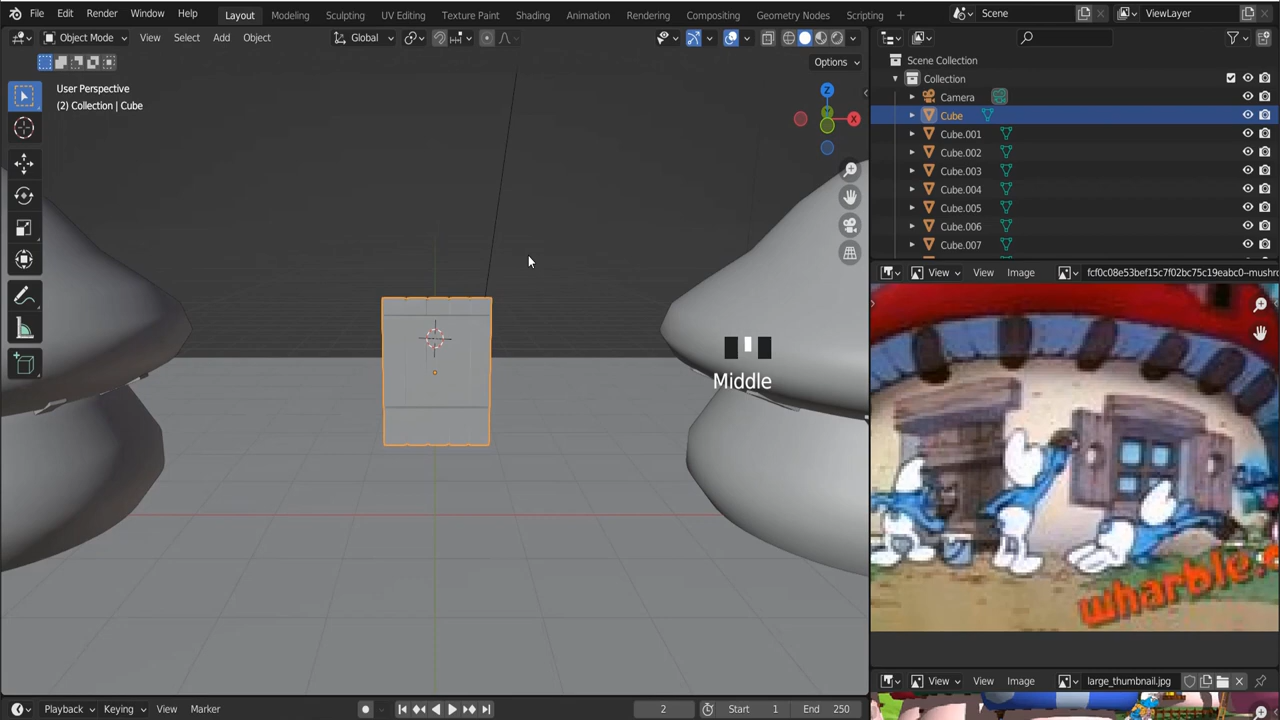 File Edit Render Window Help Layout Modeling Sculpting UV Editing Texture Paint Shading Animation Rendering Compositing Geometry Nodes Scripting + Scene ViewLayer
Object Mode View Select Add Object Global
Options
User Perspective
(2) Collection | Cube
Z
Y
X
Middle
Scene Collection
Collection
Camera
Cube
Cube.001
Cube.002
Cube.003
Cube.004
Cube.005
Cube.006
Cube.007
View View Image fcf0c08e53bef15c7f02bc75c19eabc0--mushro
wharble.c
View View Image large_thumbnail.jpg
Playback Keying View Marker 2 Start 1 End 250